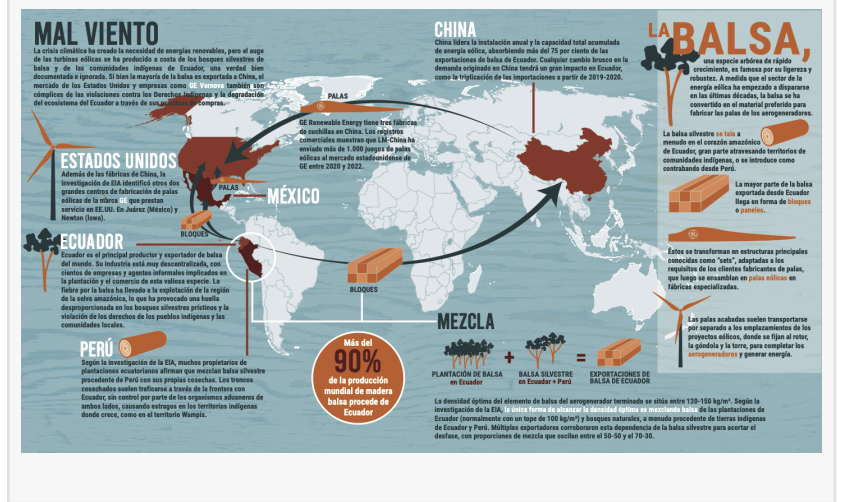 MAL VIENTO
La crisis climática ha creado la necesidad de energías renovables, pero el auge
de las turbinas eólicas se ha producido a costa de los bosques silvestres de
balsa y de las comunidades indígenas de Ecuador, una verdad bien
documentada e ignorada. Si bien la mayoría de la balsa es exportada a China, el
mercado de los Estados Unidos y empresas como GE Vernova también son
cómplices de las violaciones contra los Derechos Indígenas y la degradación
del ecosistema del Ecuador a través de sus prácticas de compras.
CHINA
China lidera la instalación anual y la capacidad total acumulada
de energía eólica, absorbiendo más del 75 por ciento de las
exportaciones de balsa de Ecuador. Cualquier cambio brusco en la
demanda originado en China tendrá un gran impacto en Ecuador,
como la triplicación de las importaciones a partir de 2019-2020.
LA BALSA,
una especie arbórea de rápido
crecimiento, es famosa por su ligereza y
robustez. A medida que el sector de la
energía eólica ha empezado a dispararse
en las últimas décadas, la balsa se ha
convertido en el material preferido para
fabricar las palas de los aerogeneradores.
La balsa silvestre se tala a
menudo en el corazón amazónico
de Ecuador, gran parte atravesando territorios de
comunidades indígenas, o se introduce como
contrabando desde Perú.
La mayor parte de la balsa
exportada desde Ecuador
llega en forma de bloques
o paneles.
Éstos se transforman en estructuras principales
conocidas como "sets", adaptados a los
requisitos de los clientes fabricantes de palas,
que luego se ensamblan en palas eólicas en
fábricas especializadas.
Las palas acabadas suelen transportarse
por separado a los emplazamientos de los
proyectos eólicos, donde se fijan al rotor,
la góndola y la torre, para completar los
aerogeneradores y generar energía.
PALAS
GE Renewable Energy tiene tres fábricas
de cochillas en China. Los registros
comerciales muestran que LM-China ha
enviado más de 1.000 juegos de palas
eólicas al mercado estadounidense de
GE entre 2020 y 2022.
ESTADOS UNIDOS
Además de las fábricas de China, la
investigación de EIA identificó otros dos
grandes centros de fabricación de palas
eólicas de la marca GE que prestan
servicio en EE.UU. En Juárez (México) y
Newton (Iowa).
PALAS
MÉXICO
BLOQUES
ECUADOR
Ecuador es el principal productor y exportador de balsa
del mundo. Su industria está muy descentralizada, con
cientos de empresas y agentes informales implicados en
la plantación y el comercio de esta valiosa especie. La
fiebre por la balsa ha llevado a la explotación de la región
de la selva amazónica, lo que ha provocado una huella
desproporcionada en los bosques silvestres prístinos y la
violación de los derechos de los pueblos indígenas y las
comunidades locales.
BLOQUES
PERÚ
Según la investigación de la EIA, muchos propietarios de
plantaciones ecuatorianas afirman que mezclan balsa silvestre
procedente de Perú con sus propias cosechas. Los troncos
cosechados suelen traficarse a través de la frontera con
Ecuador, sin control por parte de los organismos aduaneros de
ambos lados, causando estragos en los territorios indígenas
donde crece, como en el territorio Wampis.
Más del
90%
de la producción
mundial de madera
balsa procede de
Ecuador
MEZCLA
+
=
PLANTACIÓN DE BALSA
en Ecuador
BALSA SILVESTRE
en Ecuador + Perú
EXPORTACIONES DE
BALSA DE ECUADOR
La densidad óptima del elemento de balsa del aerogenerador terminado se sitúa entre 120-150 kg/m³. Según la
investigación de la EIA, la única forma de alcanzar la densidad óptima es mezclando balsa de las plantaciones de
Ecuador (normalmente con un tope de 100 kg/m³) y bosques naturales, a menudo procedente de tierras indígenas
de Ecuador y Perú. Múltiples exportadores corroboraron esta dependencia de la balsa silvestre para acortar el
desfase, con proporciones de mezcla que oscilan entre el 50-50 y el 70-30.